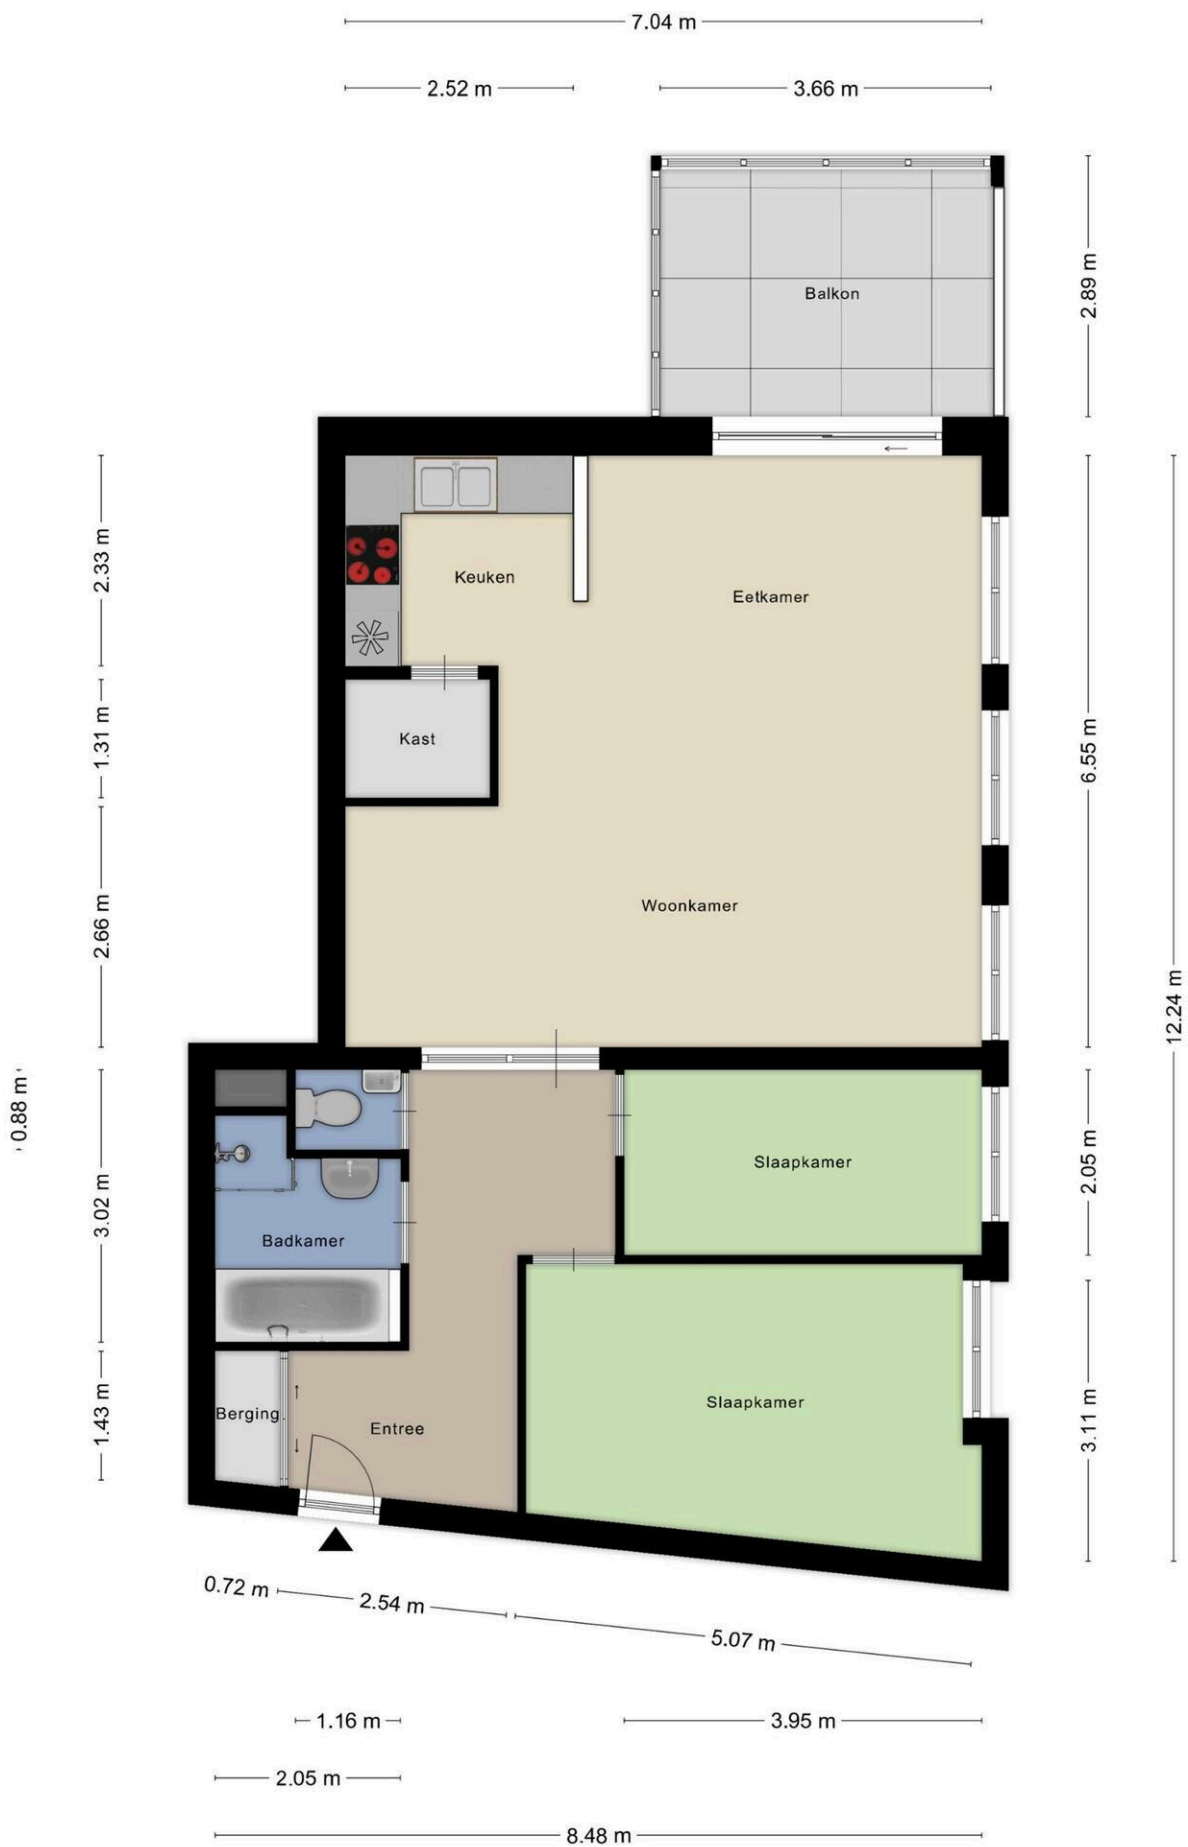 7.04 m
2.52 m
3.66 m
2.89 m
Balkon
2.33 m
Keuken
Eetkamer
1.31 m
Kast
6.55 m
2.66 m
Woonkamer
12.24 m
0.88 m
3.02 m
Slaapkamer
2.05 m
Badkamer
1.43 m
Berging
Entree
Slaapkamer
3.11 m
0.72 m
2.54 m
5.07 m
1.16 m
3.95 m
2.05 m
8.48 m